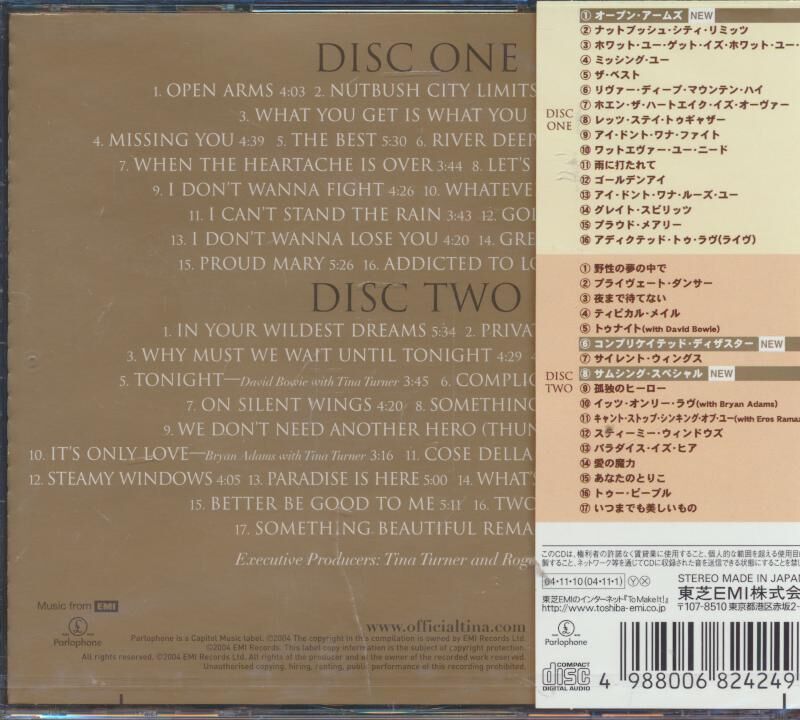 DISC ONE
1. OPEN ARMS 4:03 2. NUTBUSH CITY LIMITS
3. WHAT YOU GET IS WHAT YOU
4. MISSING YOU 4:39 5. THE BEST 5:30 6. RIVER DEEP
7. WHEN THE HEARTACHE IS OVER 3:44 8. LET'S
9. I DON'T WANNA FIGHT 4:26 10. WHATEVE
11. I CAN'T STAND THE RAIN 3:43 12. GOL
13. I DON'T WANNA LOSE YOU 4:20 14. GRE
15. PROUD MARY 5:26 16. ADDICTED TO LO
DISC TWO
1. IN YOUR WILDEST DREAMS 5:34 2. PRIVA
3. WHY MUST WE WAIT UNTIL TONIGHT 4:29 4
5. TONIGHT—David Bowie with Tina Turner 3:45 6. COMPLIC
7. ON SILENT WINGS 4:20 8. SOMETHING
9. WE DON'T NEED ANOTHER HERO (THUN
10. IT'S ONLY LOVE—Bryan Adams with Tina Turner 3:16 11. COSE DELLA
12. STEAMY WINDOWS 4:05 13. PARADISE IS HERE 5:00 14. WHAT'S
15. BETTER BE GOOD TO ME 5:11 16. TWO
17. SOMETHING BEAUTIFUL REMA
Executive Producers: Tina Turner and Roge
Music from EMI
www.officialtina.com
Parlophone
Parlophone is a Capitol Music label. ℗2004 The copyright in this compilation is owned by EMI Records Ltd.
©2004 EMI Records Ltd. This label copy information is the subject of copyright protection.
All rights reserved. ©2004 EMI Records Ltd. All rights of the producer and of the owner of the recorded work reserved.
Unauthorised copying, hiring, renting, public performance of this recording prohibited.
DISC ONE
① オープン・アームズ NEW
② ナットブッシュ・シティ・リミッツ
③ ホワット・ユー・ゲット・イズ・ホワット・ユー・
④ ミッシング・ユー
⑤ ザ・ベスト
⑥ リヴァー・ディープ・マウンテン・ハイ
⑦ ホエン・ザ・ハートエイク・イズ・オーヴァー
⑧ レッツ・ステイ・トゥギャザー
⑨ アイ・ドント・ワナ・ファイト
⑩ ワットエヴァー・ユー・ニード
⑪ 雨に打たれて
⑫ ゴールデンアイ
⑬ アイ・ドント・ワナ・ルーズ・ユー
⑭ グレイト・スピリッツ
⑮ プラウド・メアリー
⑯ アディクテッド・トゥ・ラヴ(ライヴ)
DISC TWO
① 野性の夢の中で
② プライヴェート・ダンサー
③ 夜まで待てない
④ ティピカル・メイル
⑤ トゥナイト(with David Bowie)
⑥ コンプリケイテッド・ディザスター NEW
⑦ サイレント・ウィングス
⑧ サムシング・スペシャル NEW
⑨ 孤独のヒーロー
⑩ イッツ・オンリー・ラヴ(with Bryan Adams)
⑪ キャント・ストップ・シンキング・オブ・ユー(with Eros Ramaz
⑫ スティーミー・ウィンドウズ
⑬ パラダイス・イズ・ヒア
⑭ 愛の魔力
⑮ あなたのとりこ
⑯ トゥー・ピープル
⑰ いつまでも美しいもの
このCDは、権利者の許諾なく賃貸業に使用すること、個人的な範囲を超える使用目
製すること、ネットワーク等を通じてCDに収録された音を送信できる状態にすることを禁じ
04・11・10(04・11・1) Ⓨ Ⓧ
STEREO MADE IN JAPA
東芝EMIのインターネット『ToMakeIt!』
http://www.toshiba-emi.co.jp
東芝EMI株式会
〒107-8510 東京都港区赤坂2-
Parlophone
COMPACT disc DIGITAL AUDIO
4 988006 824249